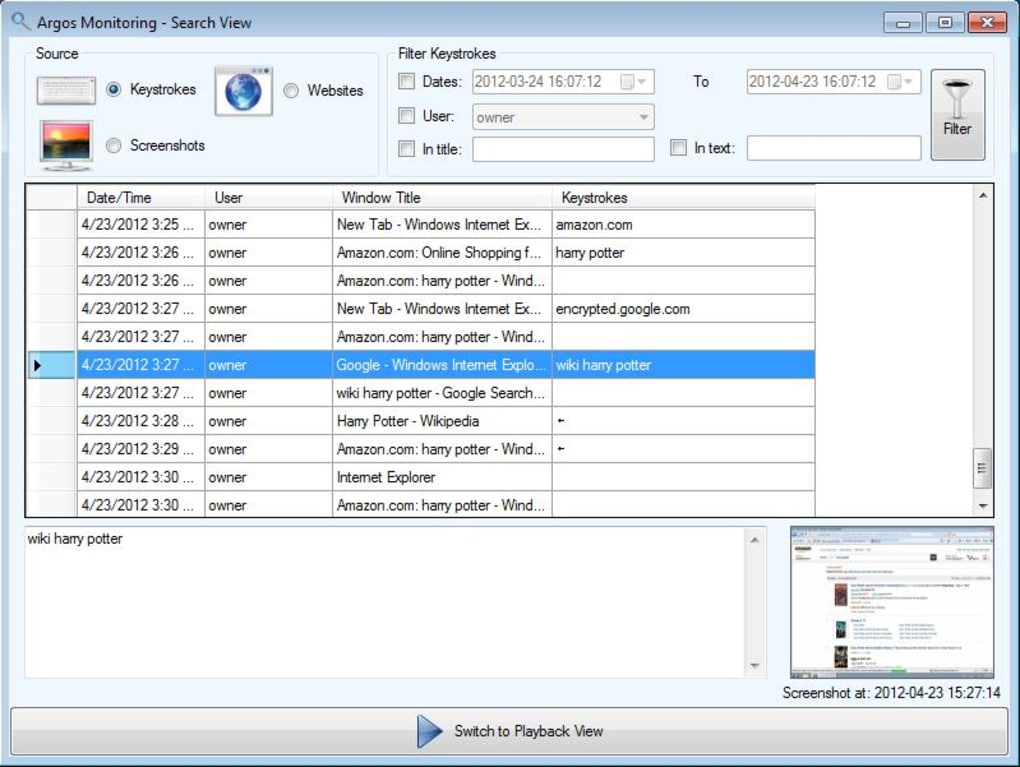 Argos Monitoring - Search View
Source
Keystrokes
Websites
Screenshots
Filter Keystrokes
Dates: 2012-03-24 16:07:12 To 2012-04-23 16:07:12
User: owner
In title: In text:
Filter
Date/Time User Window Title Keystrokes
4/23/2012 3:25 ... owner New Tab - Windows Internet Ex... amazon.com
4/23/2012 3:26 ... owner Amazon.com: Online Shopping f... harry potter
4/23/2012 3:26 ... owner Amazon.com: harry potter - Wind...
4/23/2012 3:27 ... owner New Tab - Windows Internet Ex... encrypted.google.com
4/23/2012 3:27 ... owner Amazon.com: harry potter - Wind...
4/23/2012 3:27 ... owner Google - Windows Internet Explo... wiki harry potter
4/23/2012 3:27 ... owner wiki harry potter - Google Search...
4/23/2012 3:28 ... owner Harry Potter - Wikipedia ←
4/23/2012 3:29 ... owner Amazon.com: harry potter - Wind... ←
4/23/2012 3:30 ... owner Internet Explorer
4/23/2012 3:30 ... owner Amazon.com: harry potter - Wind...
wiki harry potter
Screenshot at: 2012-04-23 15:27:14
Switch to Playback View